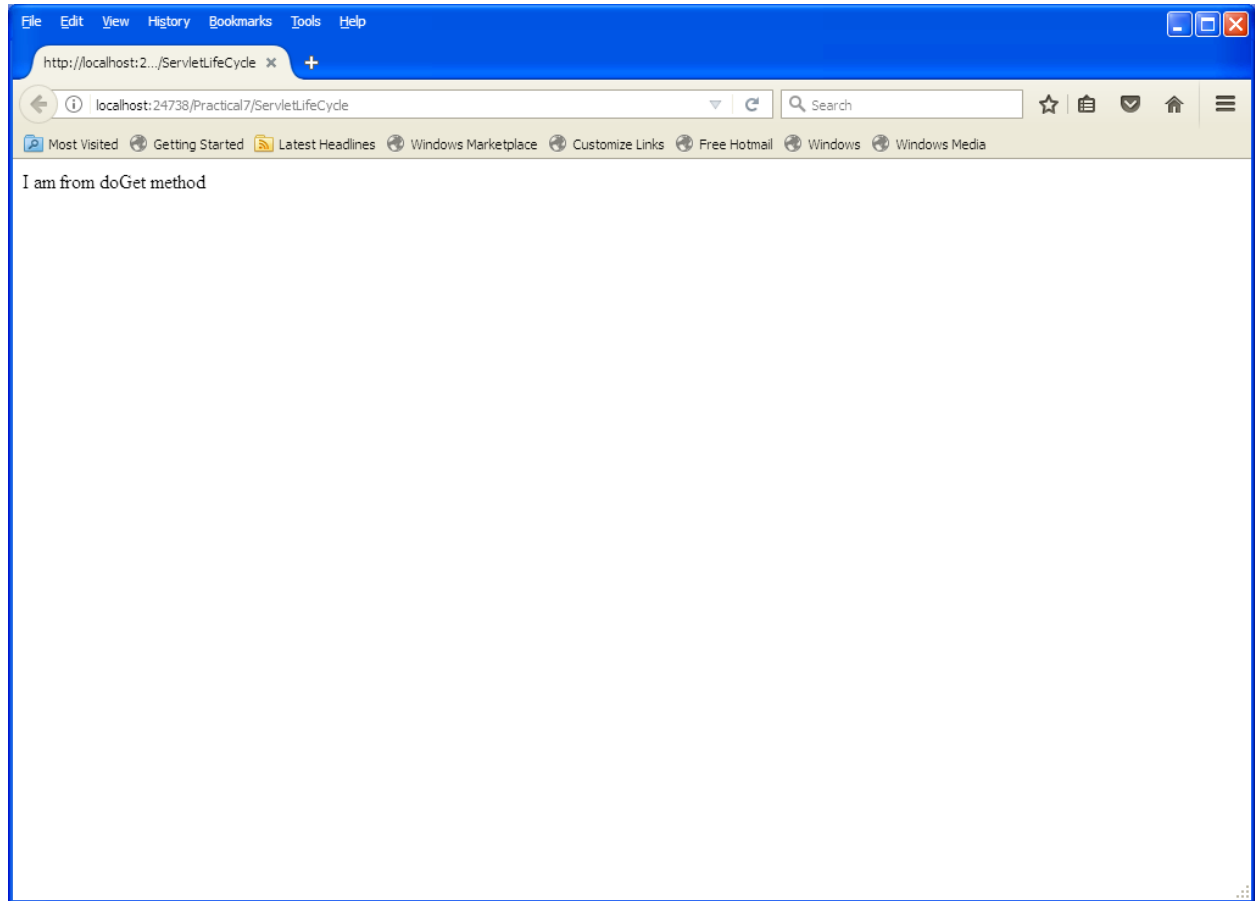 File Edit View History Bookmarks Tools Help
http://localhost:2.../ServletLifeCycle
localhost:24738/Practical7/ServletLifeCycle Search
Most Visited Getting Started Latest Headlines Windows Marketplace Customize Links Free Hotmail Windows Windows Media
I am from doGet method